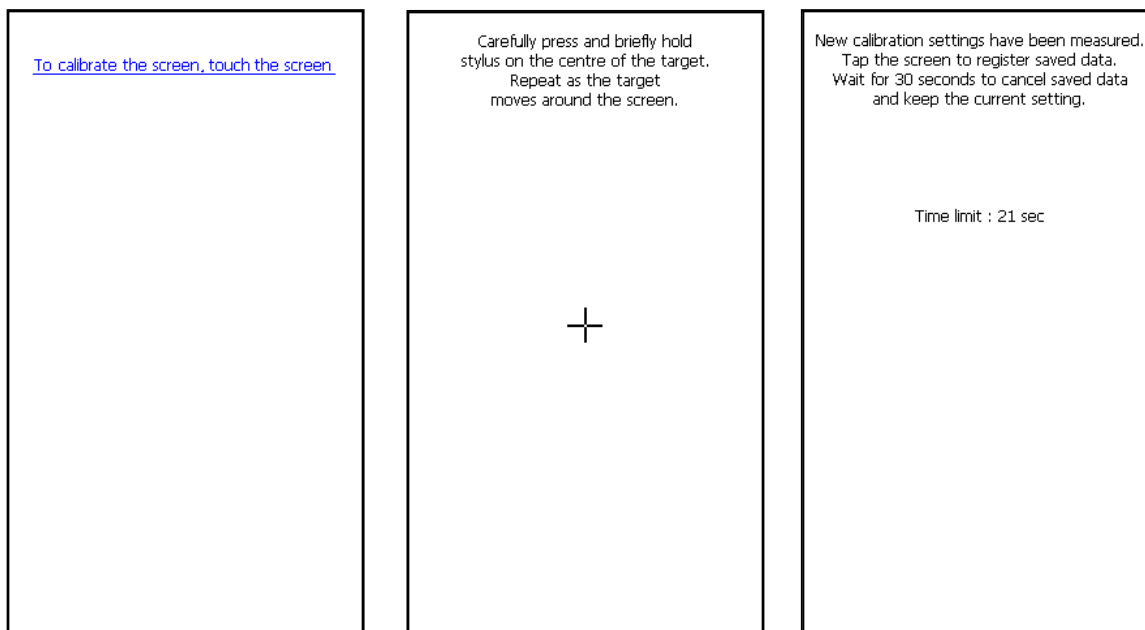 To calibrate the screen, touch the screen
Carefully press and briefly hold
stylus on the centre of the target.
Repeat as the target
moves around the screen.
New calibration settings have been measured.
Tap the screen to register saved data.
Wait for 30 seconds to cancel saved data
and keep the current setting.
Time limit : 21 sec